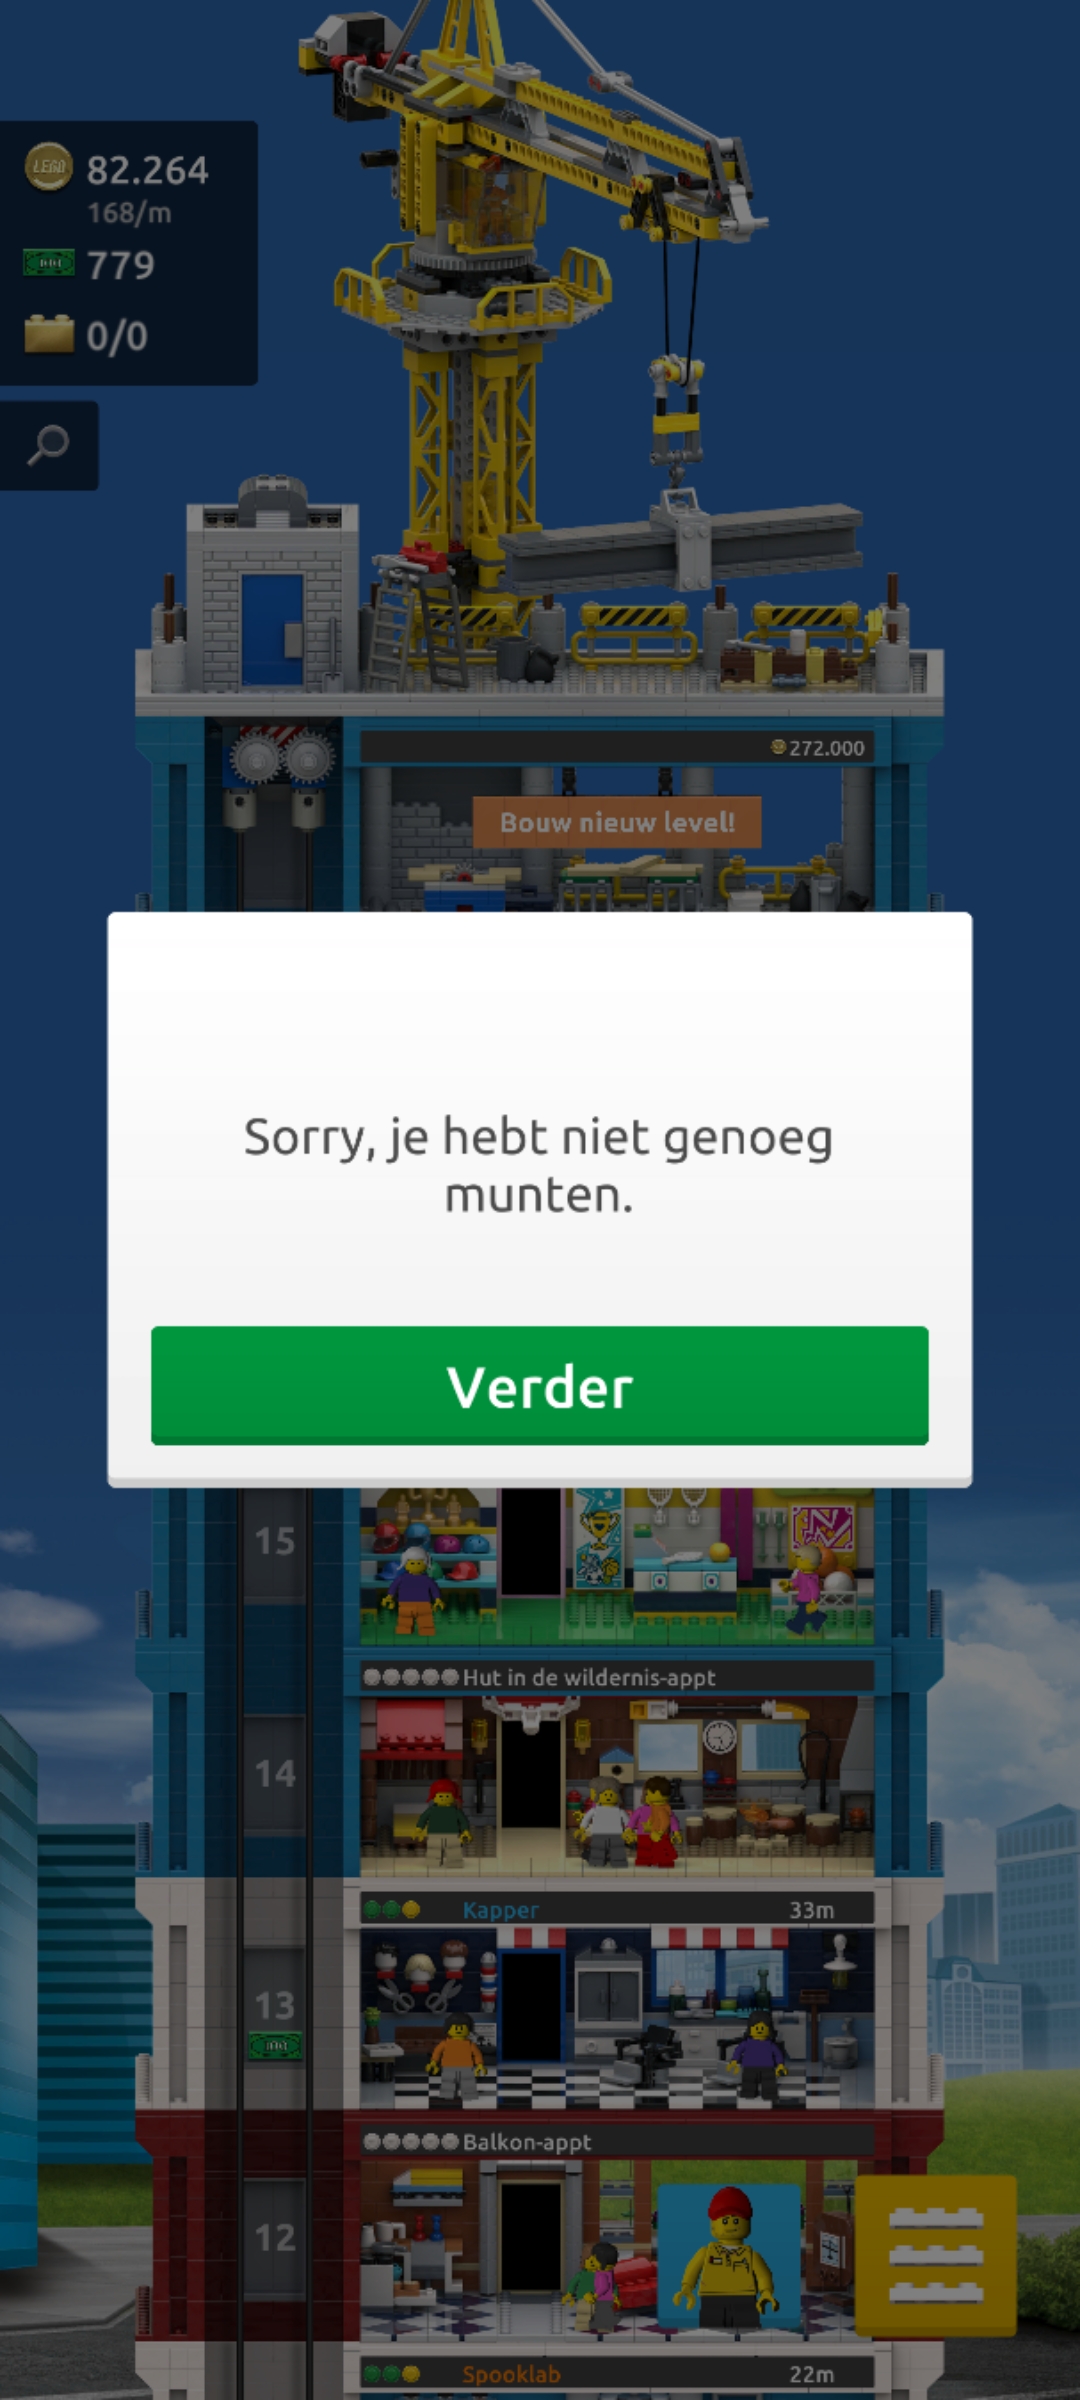 LEGO 82.264
168/m
779
0/0
272.000
Bouw nieuw level!
Sorry, je hebt niet genoeg
munten.
Verder
15
Hut in de wildernis-appt
14
Kapper 33m
13
Balkon-appt
12
Spooklab 22m